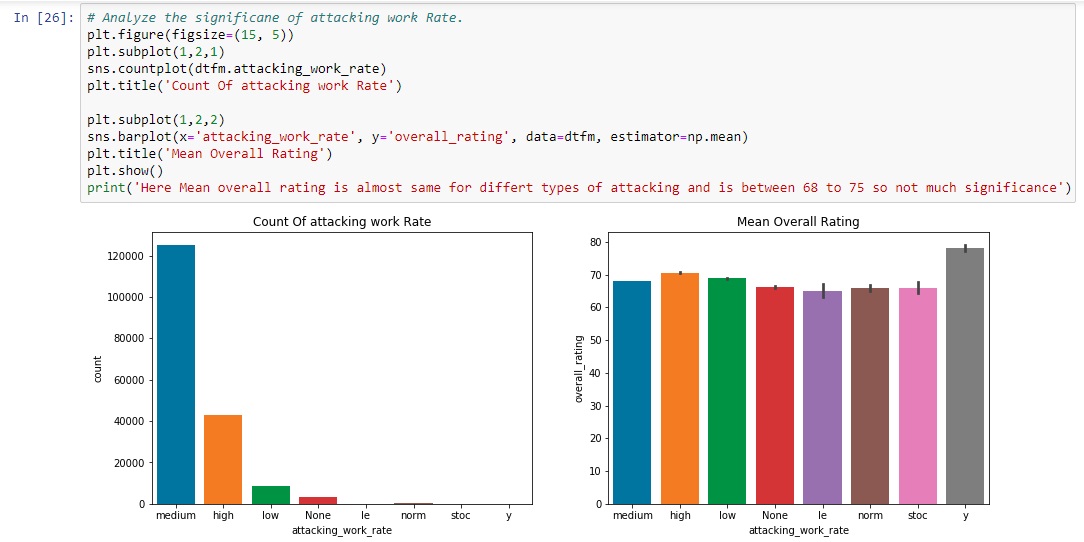 In [26]:
# Analyze the significane of attacking work Rate.
plt.figure(figsize=(15, 5))
plt.subplot(1,2,1)
sns.countplot(dtfm.attacking_work_rate)
plt.title('Count Of attacking work Rate')
plt.subplot(1,2,2)
sns.barplot(x='attacking_work_rate', y='overall_rating', data=dtfm, estimator=np.mean)
plt.title('Mean Overall Rating')
plt.show()
print('Here Mean overall rating is almost same for differt types of attacking and is between 68 to 75 so not much significance')
Count Of attacking work Rate
120000
100000
80000
60000
40000
20000
0
count
medium high low None le norm stoc y
attacking_work_rate
Mean Overall Rating
80
70
60
50
40
30
20
10
0
overall_rating
medium high low None le norm stoc y
attacking_work_rate